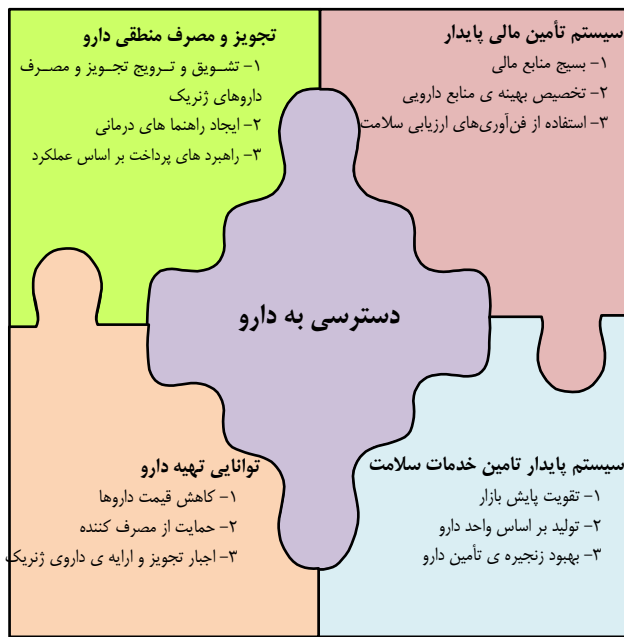 سیستم تأمین مالی پایدار
۱- بسیج منابع مالی
۲- تخصیص بهینه ی منابع دارویی
۳- استفاده از فن‌آوری‌های ارزیابی سلامت
تجویز و مصرف منطقی دارو
۱- تشـویق و تـرویج تجـویز و مصـرف
داروهای ژنریک
۲- ایجاد راهنما های درمانی
۳- راهبرد های پرداخت بر اساس عملکرد
دسترسی به دارو
سیستم پایدار تامین خدمات سلامت
۱- تقویت پایش بازار
۲- تولید بر اساس واحد دارو
۳- بهبود زنجیره ی تأمین دارو
توانایی تهیه دارو
۱- کاهش قیمت داروها
۲- حمایت از مصرف کننده
۳- اجبار تجویز و ارایه ی داروی ژنریک